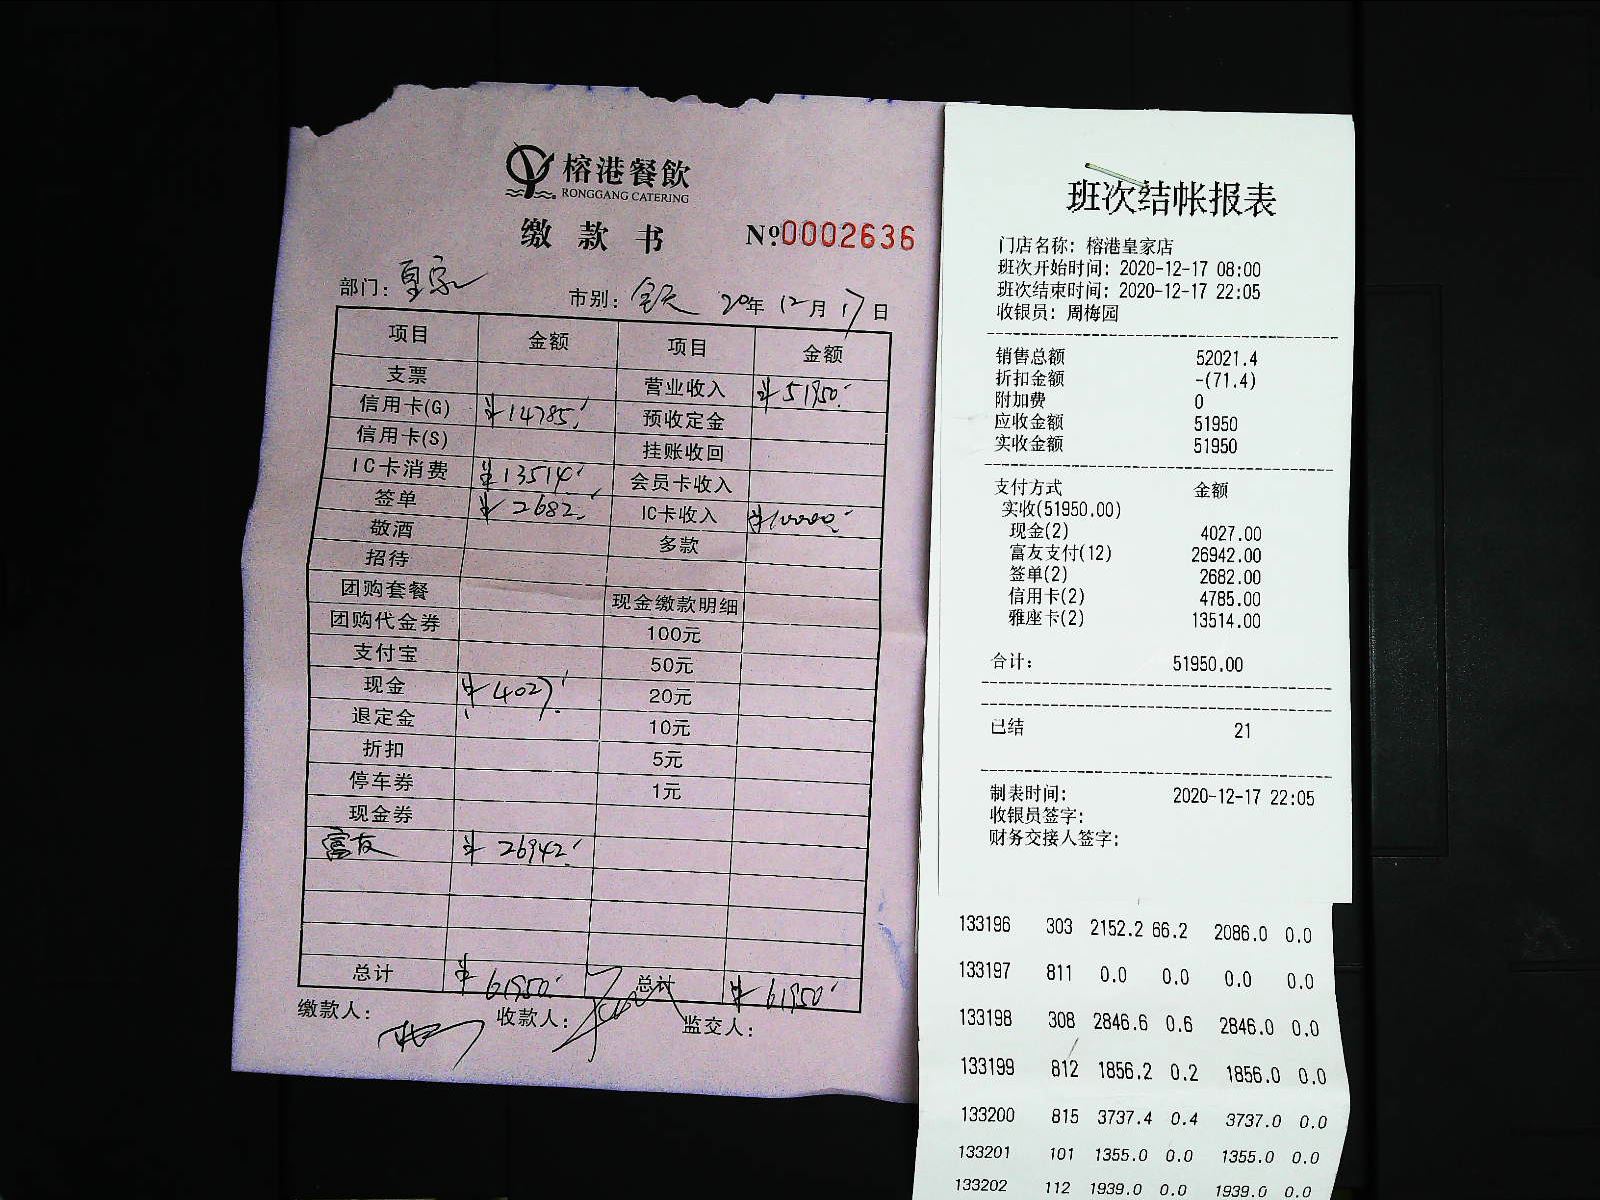 榕港餐飲
RONGGANG CATERING
缴款书 No.0002636
部门: 皇家 市别: 全天 20年12月17日
项目 金额 项目 金额
支票 营业收入 ¥51950.-
信用卡(G) ¥14785.- 预收定金
信用卡(S) 挂账收回
IC卡消费 ¥13514.- 会员卡收入
签单 ¥2682.- IC卡收入 ¥10000.-
敬酒 多款
招待
团购套餐 现金缴款明细
团购代金券 100元
支付宝 50元
现金 ¥4027.- 20元
退定金 10元
折扣 5元
停车券 1元
现金券
富友 ¥26942.-
总计 ¥61950.- 总计 ¥61950.-
缴款人: 收款人: 监交人:
班次结帐报表
门店名称: 榕港皇家店
班次开始时间: 2020-12-17 08:00
班次结束时间: 2020-12-17 22:05
收银员: 周梅园
销售总额 52021.4
折扣金额 -(71.4)
附加费 0
应收金额 51950
实收金额 51950
支付方式 金额
实收(51950.00)
现金(2) 4027.00
富友支付(12) 26942.00
签单(2) 2682.00
信用卡(2) 4785.00
雅座卡(2) 13514.00
合计: 51950.00
已结 21
制表时间: 2020-12-17 22:05
收银员签字:
财务交接人签字:
133196 303 2152.2 66.2 2086.0 0.0
133197 811 0.0 0.0 0.0 0.0
133198 308 2846.6 0.6 2846.0 0.0
133199 812 1856.2 0.2 1856.0 0.0
133200 815 3737.4 0.4 3737.0 0.0
133201 101 1355.0 0.0 1355.0 0.0
133202 112 1939.0 0.0 1939.0 0.0